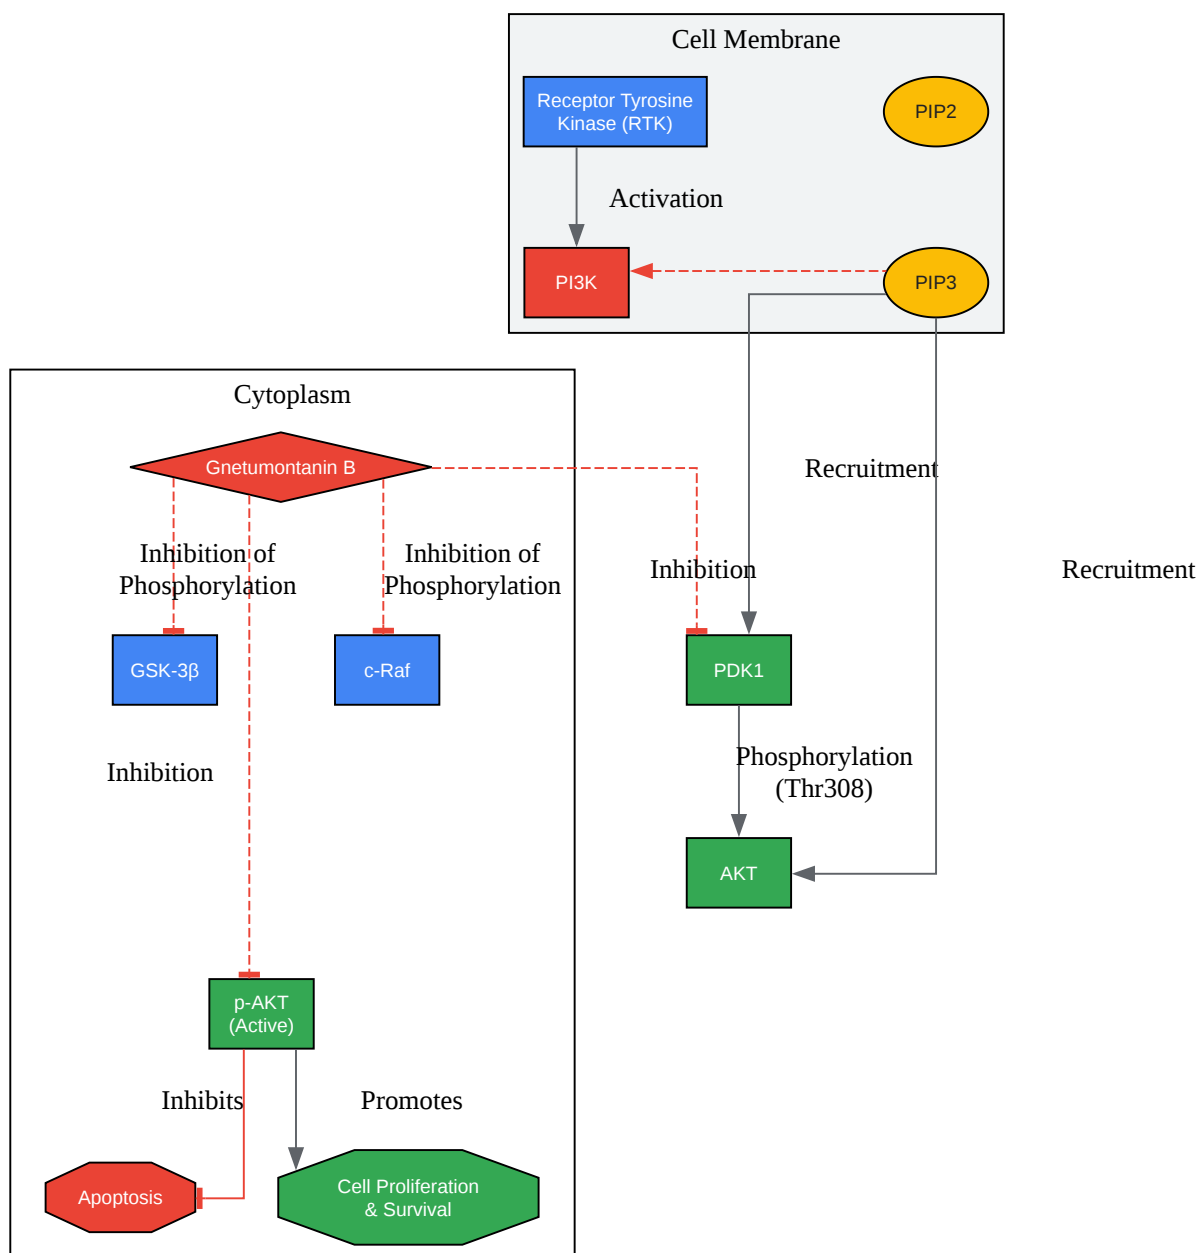 Cell Membrane
Receptor Tyrosine
Kinase (RTK)
PIP2
Activation
PI3K
PIP3
Cytoplasm
Gnetumontanin B
Recruitment
Inhibition of
Phosphorylation
Inhibition of
Phosphorylation
Inhibition
Recruitment
GSK-3β
c-Raf
PDK1
Inhibition
Phosphorylation
(Thr308)
AKT
p-AKT
(Active)
Inhibits
Promotes
Apoptosis
Cell Proliferation
& Survival